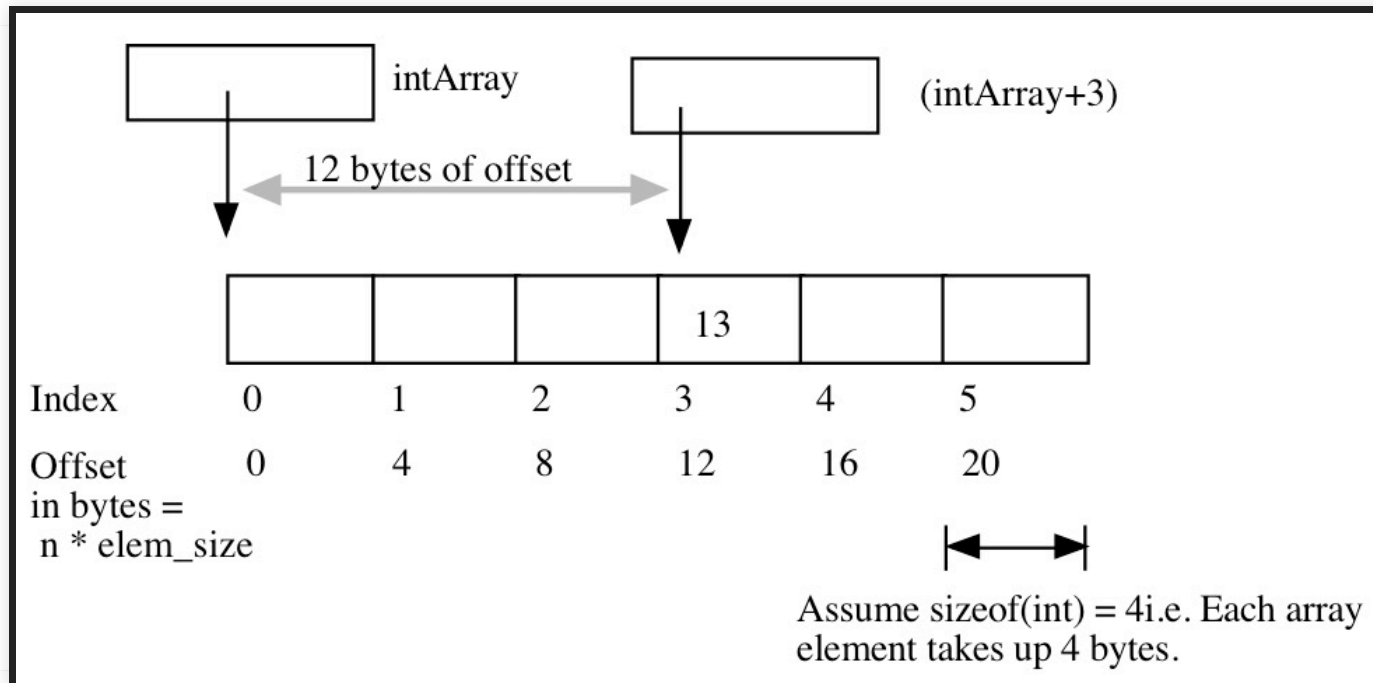 intArray
(intArray+3)
12 bytes of offset
13
Index 0 1 2 3 4 5
Offset 0 4 8 12 16 20
in bytes =
n * elem_size
Assume sizeof(int) = 4i.e. Each array
element takes up 4 bytes.